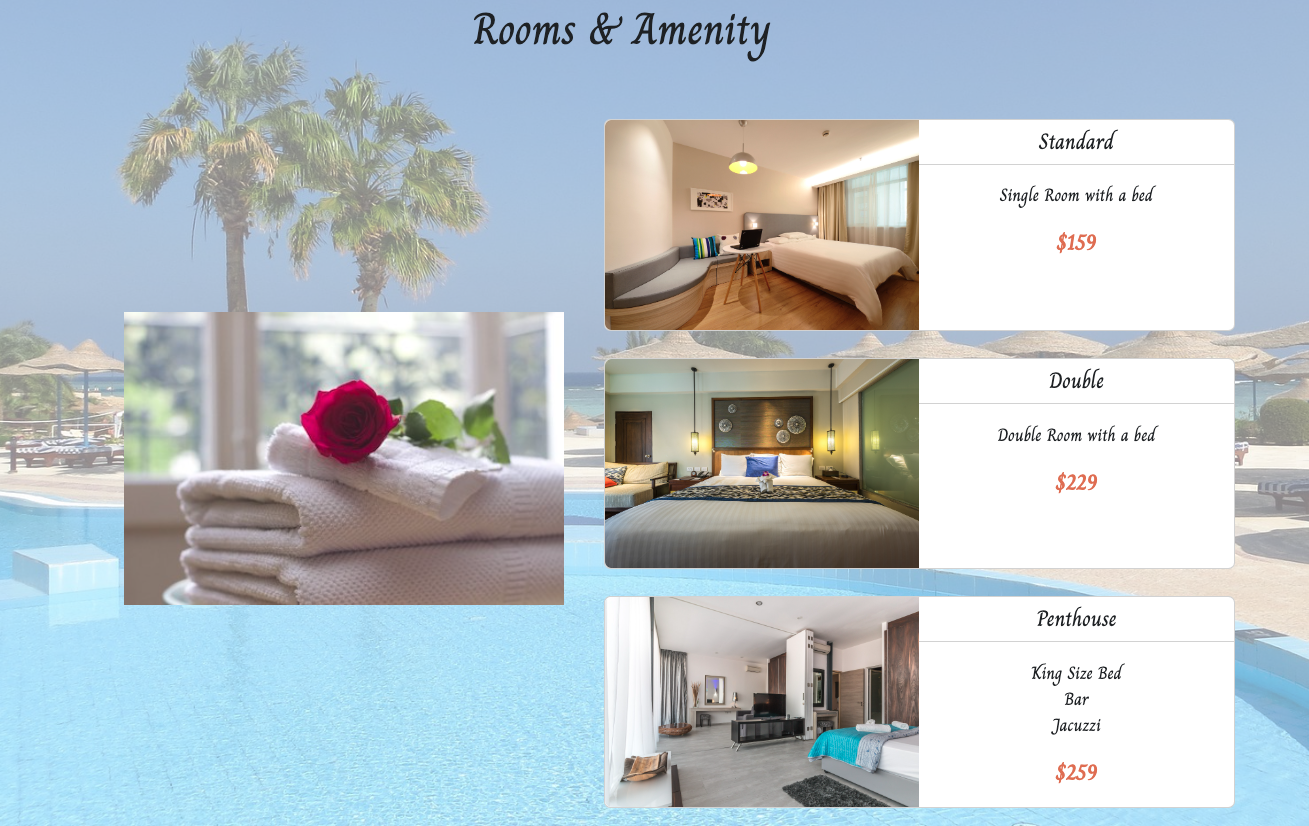 Rooms & Amenity
Standard
Single Room with a bed
$159
Double
Double Room with a bed
$229
Penthouse
King Size Bed
Bar
Jacuzzi
$259